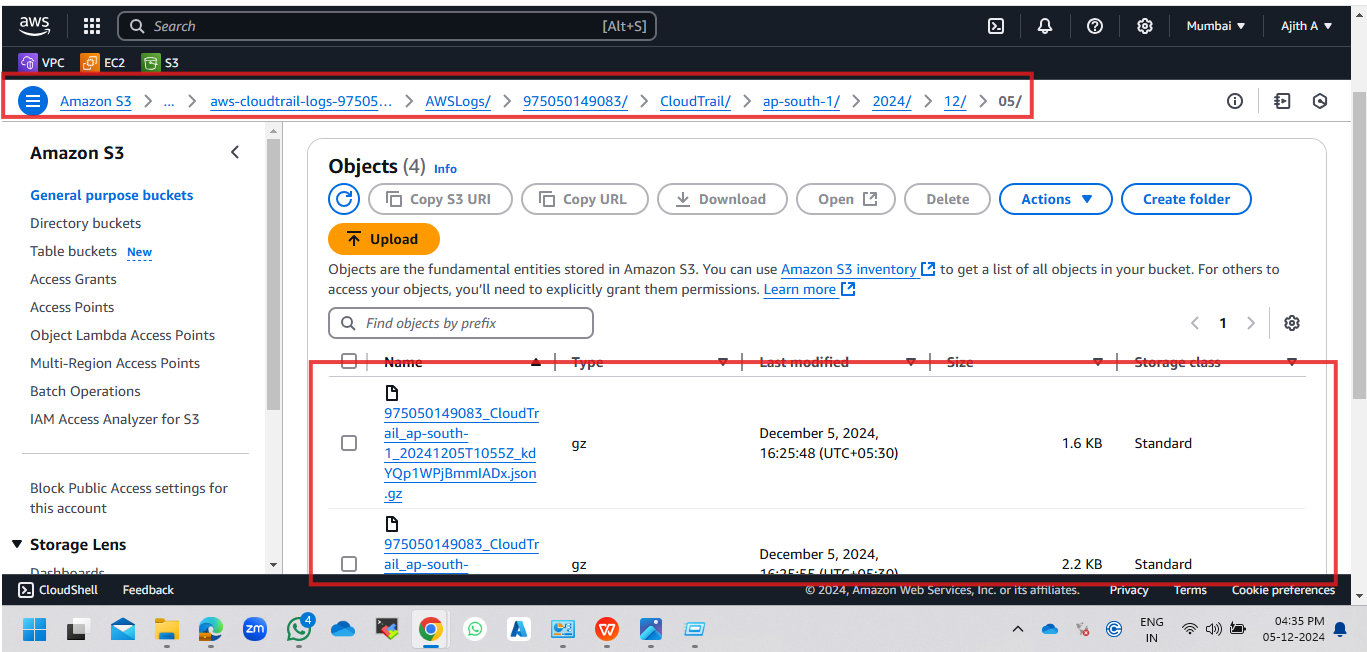 aws
Search [Alt+S] Mumbai ▼ Ajith A ▼
VPC EC2 S3
Amazon S3 > ... > aws-cloudtrail-logs-97505... > AWSLogs/ > 975050149083/ > CloudTrail/ > ap-south-1/ > 2024/ > 12/ > 05/
Amazon S3
General purpose buckets
Directory buckets
Table buckets New
Access Grants
Access Points
Object Lambda Access Points
Multi-Region Access Points
Batch Operations
IAM Access Analyzer for S3
Block Public Access settings for
this account
Storage Lens
Dashboards
Objects (4) Info
Copy S3 URI Copy URL Download Open Delete Actions ▼ Create folder
Upload
Objects are the fundamental entities stored in Amazon S3. You can use Amazon S3 inventory to get a list of all objects in your bucket. For others to
access your objects, you'll need to explicitly grant them permissions. Learn more
Find objects by prefix 1
Name Type Last modified Size Storage class
975050149083_CloudTr
ail_ap-south-
1_20241205T1055Z_kd
YQp1WPjBmmIADx.json
.gz
gz
December 5, 2024,
16:25:48 (UTC+05:30)
1.6 KB
Standard
975050149083_CloudTr
ail_ap-south-
gz
December 5, 2024,
16:25:55 (UTC+05:30)
2.2 KB
Standard
CloudShell Feedback © 2024, Amazon Web Services, Inc. or its affiliates. Privacy Terms Cookie preferences
zm 4 W
ENG
IN
04:35 PM
05-12-2024